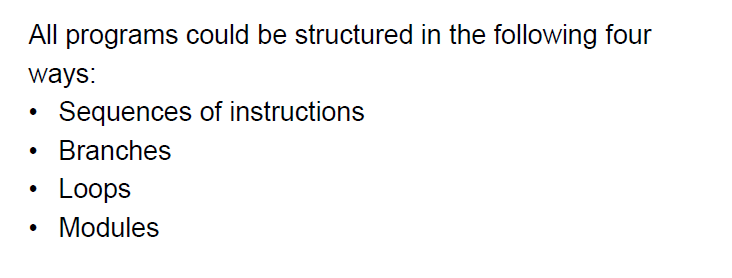 All programs could be structured in the following four
ways:
• Sequences of instructions
• Branches
• Loops
• Modules